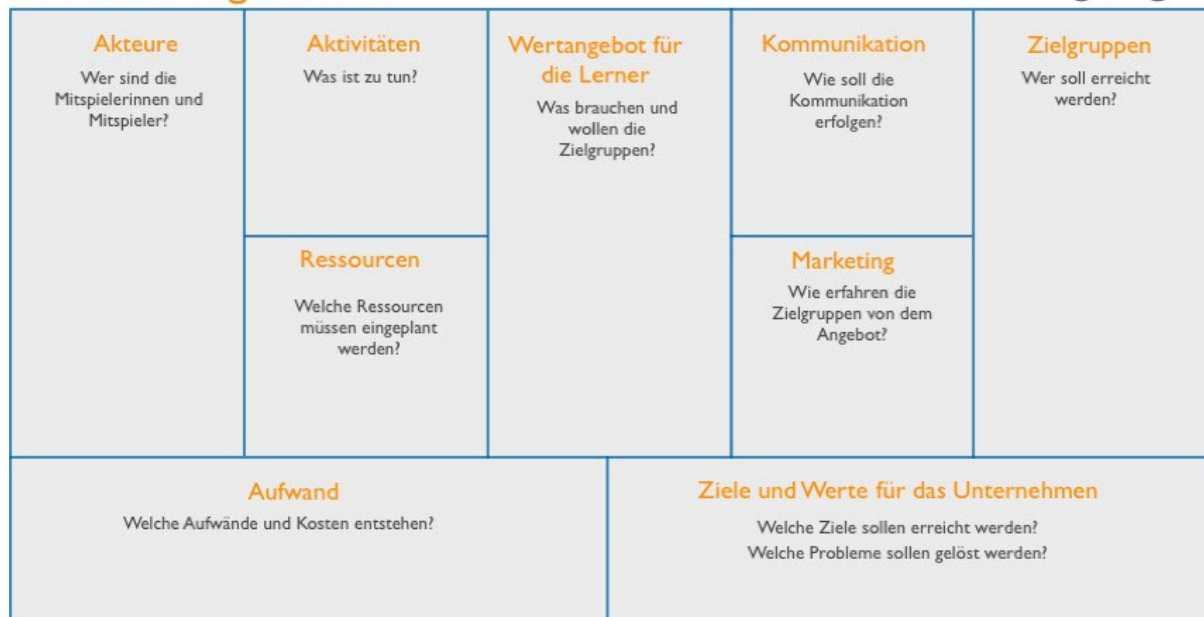 Akteure
Wer sind die
Mitspielerinnen und
Mitspieler?
Aktivitäten
Was ist zu tun?
Ressourcen
Welche Ressourcen
müssen eingeplant
werden?
Wertangebot für
die Lerner
Was brauchen und
wollen die
Zielgruppen?
Kommunikation
Wie soll die
Kommunikation
erfolgen?
Marketing
Wie erfahren die
Zielgruppen von dem
Angebot?
Zielgruppen
Wer soll erreicht
werden?
Aufwand
Welche Aufwände und Kosten entstehen?
Ziele und Werte für das Unternehmen
Welche Ziele sollen erreicht werden?
Welche Probleme sollen gelöst werden?